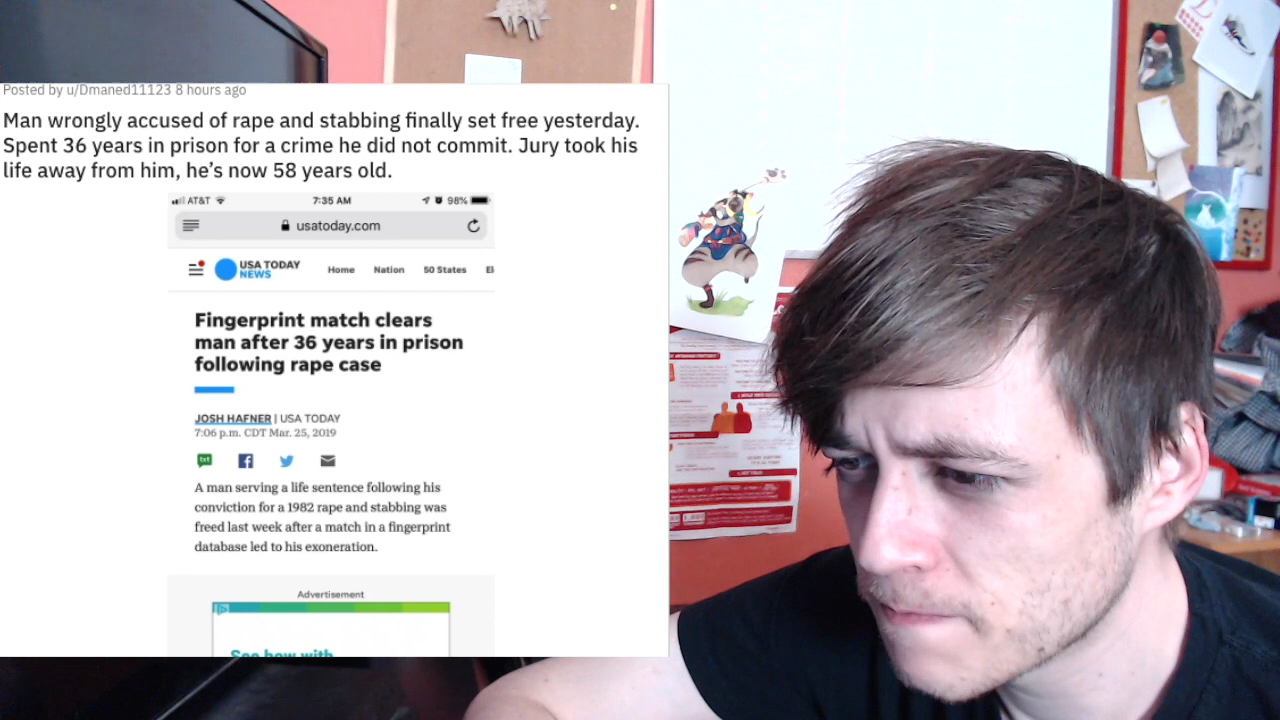 Posted by u/Dmaned11123 8 hours ago
Man wrongly accused of rape and stabbing finally set free yesterday.
Spent 36 years in prison for a crime he did not commit. Jury took his
life away from him, he's now 58 years old.
AT&T 7:35 AM 98%
usatoday.com
USA TODAY
NEWS
Home Nation 50 States El
Fingerprint match clears
man after 36 years in prison
following rape case
JOSH HAFNER | USA TODAY
7:06 p.m. CDT Mar. 25, 2019
txt
A man serving a life sentence following his
conviction for a 1982 rape and stabbing was
freed last week after a match in a fingerprint
database led to his exoneration.
Advertisement
See how with